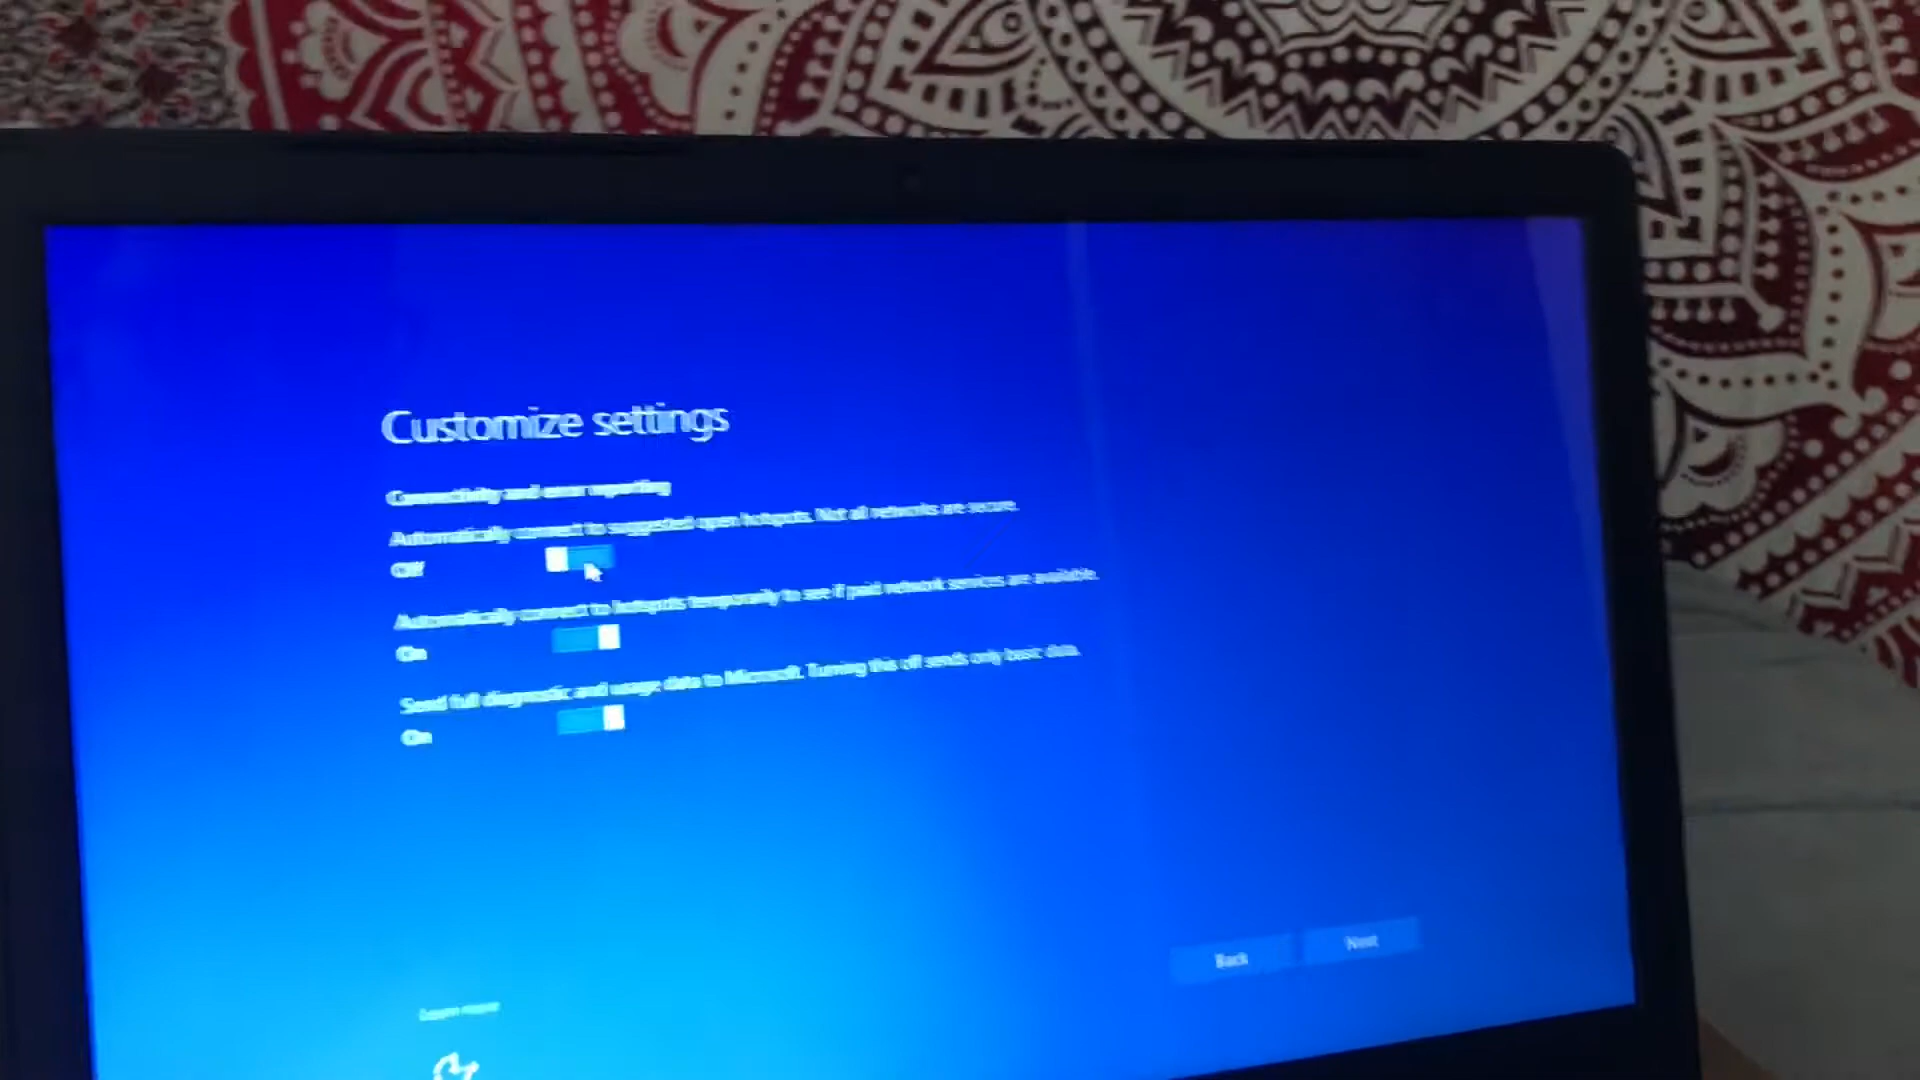 Customize settings
Connectivity and error reporting
Automatically connect to suggested open hotspots. Not all networks are secure.
Off
Automatically connect to hotspots temporarily to see if paid network services are available.
On
Send full diagnostic and usage data to Microsoft. Turning this off sends only basic data.
On
Back
Next
Learn more